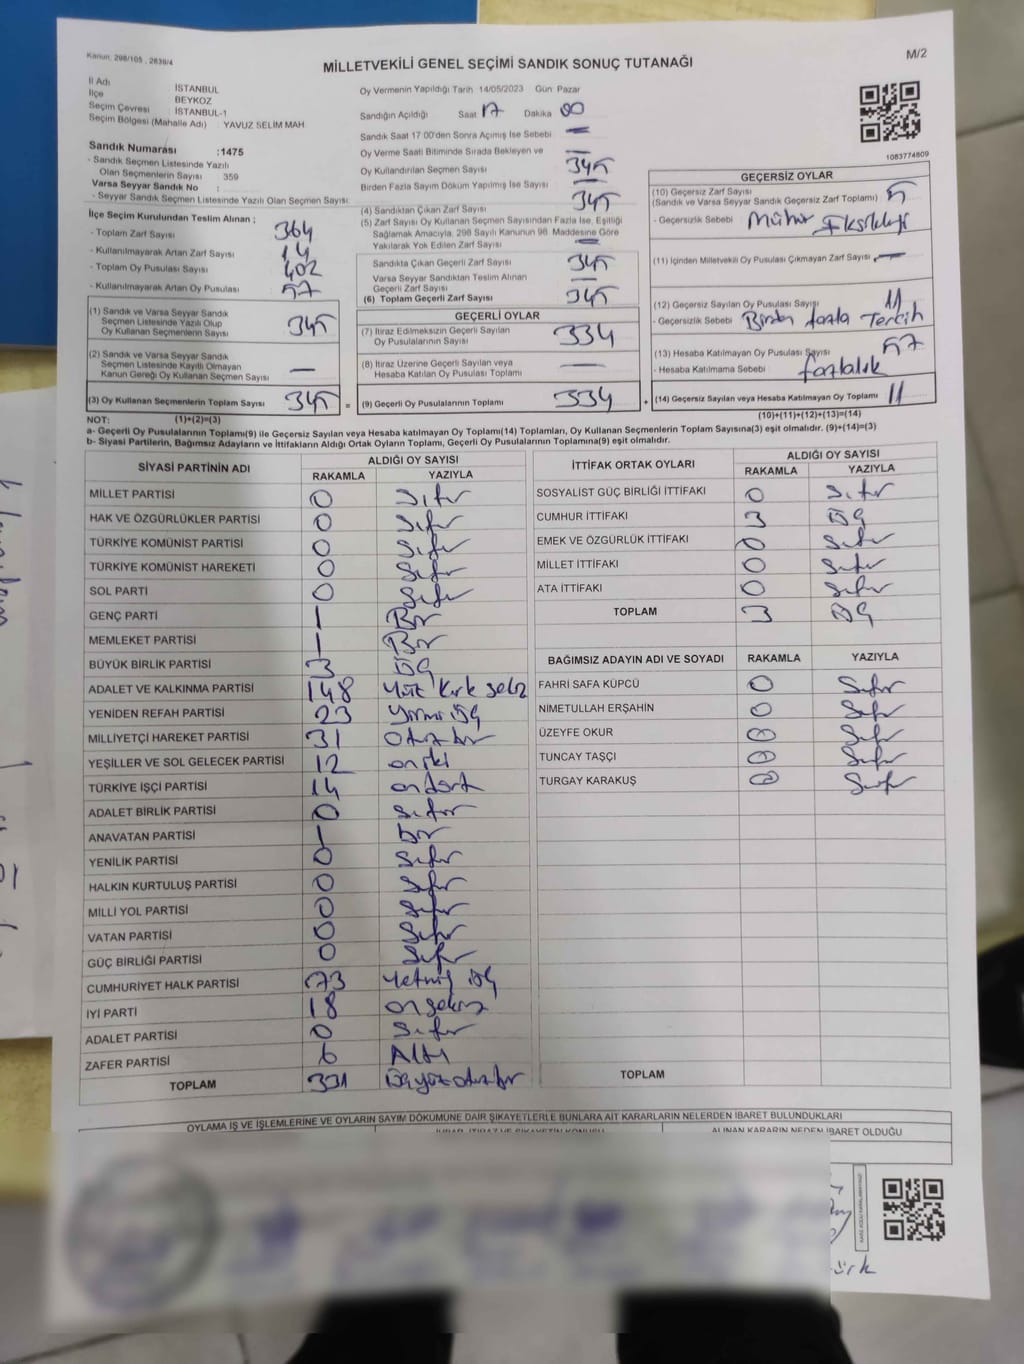 Kanun, 298/105 , 2839/4
MİLLETVEKİLİ GENEL SEÇİMİ SANDIK SONUÇ TUTANAĞI
M/2
İl Adı : İSTANBUL
İlçe : BEYKOZ
Seçim Çevresi : İSTANBUL-1
Seçim Bölgesi (Mahalle Adı) : YAVUZ SELİM MAH
Sandık Numarası :1475
- Sandık Seçmen Listesinde Yazılı
Olan Seçmenlerin Sayısı : 359
Varsa Seyyar Sandık No :
- Seyyar Sandık Seçmen Listesinde Yazılı Olan Seçmen Sayısı:
Oy Vermenin Yapıldığı Tarih 14/05/2023 Gün Pazar
Sandığın Açıldığı Saat 17 Dakika 00
Sandık Saat 17:00'den Sonra Açılmış İse Sebebi —
Oy Verme Saati Bitiminde Sırada Bekleyen ve —
Oy Kullandırılan Seçmen Sayısı 345
Birden Fazla Sayım Döküm Yapılmış İse Sayısı —
1083774809
İlçe Seçim Kurulundan Teslim Alınan ;
- Toplam Zarf Sayısı 364
- Kullanılmayarak Artan Zarf Sayısı 14
- Toplam Oy Pusulası Sayısı 402
- Kullanılmayarak Artan Oy Pusulası 57
(4) Sandıktan Çıkan Zarf Sayısı 345
(5) Zarf Sayısı Oy Kullanan Seçmen Sayısından Fazla İse, Eşitliği
Sağlamak Amacıyla, 298 Sayılı Kanunun 98. Maddesine Göre
Yakılarak Yok Edilen Zarf Sayısı —
Sandıkta Çıkan Geçerli Zarf Sayısı 345
Varsa Seyyar Sandıktan Teslim Alınan
Geçerli Zarf Sayısı —
(6) Toplam Geçerli Zarf Sayısı 345
GEÇERSİZ OYLAR
(10) Geçersiz Zarf Sayısı 5
(Sandık ve Varsa Seyyar Sandık Geçersiz Zarf Toplamı)
- Geçersizlik Sebebi Mühür Eksikliği
(11) İçinden Milletvekili Oy Pusulası Çıkmayan Zarf Sayısı —
(12) Geçersiz Sayılan Oy Pusulası Sayısı 11
- Geçersizlik Sebebi Birden fazla Tercih
(13) Hesaba Katılmayan Oy Pusulası Sayısı 57
- Hesaba Katılmama Sebebi fazlalık
(14) Geçersiz Sayılan veya Hesaba Katılmayan Oy Toplamı 11
(10)+(11)+(12)+(13)=(14)
(1) Sandık ve Varsa Seyyar Sandık
Seçmen Listesinde Yazılı Olup
Oy Kullanan Seçmenlerin Sayısı 345
(2) Sandık ve Varsa Seyyar Sandık
Seçmen Listesinde Kayıtlı Olmayan
Kanun Gereği Oy Kullanan Seçmen Sayısı —
(3) Oy Kullanan Seçmenlerin Toplam Sayısı 345 =
GEÇERLİ OYLAR
(7) İtiraz Edilmeksizin Geçerli Sayılan
Oy Pusulalarının Sayısı 334
(8) İtiraz Üzerine Geçerli Sayılan veya
Hesaba Katılan Oy Pusulası Toplamı —
(9) Geçerli Oy Pusulalarının Toplamı 334 +
NOT: (1)+(2)=(3)
a- Geçerli Oy Pusulalarının Toplamı(9) ile Geçersiz Sayılan veya Hesaba katılmayan Oy Toplamı(14) Toplamları, Oy Kullanan Seçmenlerin Toplam Sayısına(3) eşit olmalıdır. (9)+(14)=(3)
b- Siyasi Partilerin, Bağımsız Adayların ve İttifakların Aldığı Ortak Oyların Toplamı, Geçerli Oy Pusulalarının Toplamına(9) eşit olmalıdır.
SİYASİ PARTİNİN ADI ALDIĞI OY SAYISI
RAKAMLA YAZIYLA
MİLLET PARTİSİ 0 Sıfır
HAK VE ÖZGÜRLÜKLER PARTİSİ 0 Sıfır
TÜRKİYE KOMÜNİST PARTİSİ 0 Sıfır
TÜRKİYE KOMÜNİST HAREKETİ 0 Sıfır
SOL PARTİ 0 Sıfır
GENÇ PARTİ 1 Bir
MEMLEKET PARTİSİ 1 Bir
BÜYÜK BİRLİK PARTİSİ 3 üç
ADALET VE KALKINMA PARTİSİ 148 Yüz Kırk sekiz
YENİDEN REFAH PARTİSİ 23 yirmi üç
MİLLİYETÇİ HAREKET PARTİSİ 31 Otuz bir
YEŞİLLER VE SOL GELECEK PARTİSİ 12 on iki
TÜRKİYE İŞÇİ PARTİSİ 14 ondört
ADALET BİRLİK PARTİSİ 0 Sıfır
ANAVATAN PARTİSİ 1 bir
YENİLİK PARTİSİ 0 Sıfır
HALKIN KURTULUŞ PARTİSİ 0 Sıfır
MİLLİ YOL PARTİSİ 0 Sıfır
VATAN PARTİSİ 0 Sıfır
GÜÇ BİRLİĞİ PARTİSİ 0 Sıfır
CUMHURİYET HALK PARTİSİ 73 Yetmiş üç
İYİ PARTİ 18 onsekiz
ADALET PARTİSİ 0 Sıfır
ZAFER PARTİSİ 6 Altı
TOPLAM 331 üçyüz otuz bir
İTTİFAK ORTAK OYLARI ALDIĞI OY SAYISI
RAKAMLA YAZIYLA
SOSYALİST GÜÇ BİRLİĞİ İTTİFAKI 0 Sıfır
CUMHUR İTTİFAKI 3 üç
EMEK VE ÖZGÜRLÜK İTTİFAKI 0 Sıfır
MİLLET İTTİFAKI 0 Sıfır
ATA İTTİFAKI 0 Sıfır
TOPLAM 3 üç
BAĞIMSIZ ADAYIN ADI VE SOYADI RAKAMLA YAZIYLA
FAHRİ SAFA KÜPCÜ 0 Sıfır
NİMETULLAH ERŞAHİN 0 Sıfır
ÜZEYFE OKUR 0 Sıfır
TUNCAY TAŞÇI 0 Sıfır
TURGAY KARAKUŞ 0 Sıfır
TOPLAM
OYLAMA İŞ VE İŞLEMLERİNE VE OYLARIN SAYIM DÖKÜMÜNE DAİR ŞİKAYETLERLE BUNLARA AİT KARARLARIN NELERDEN İBARET BULUNDUKLARI
ALINAN KARARIN NEDEN İBARET OLDUĞU